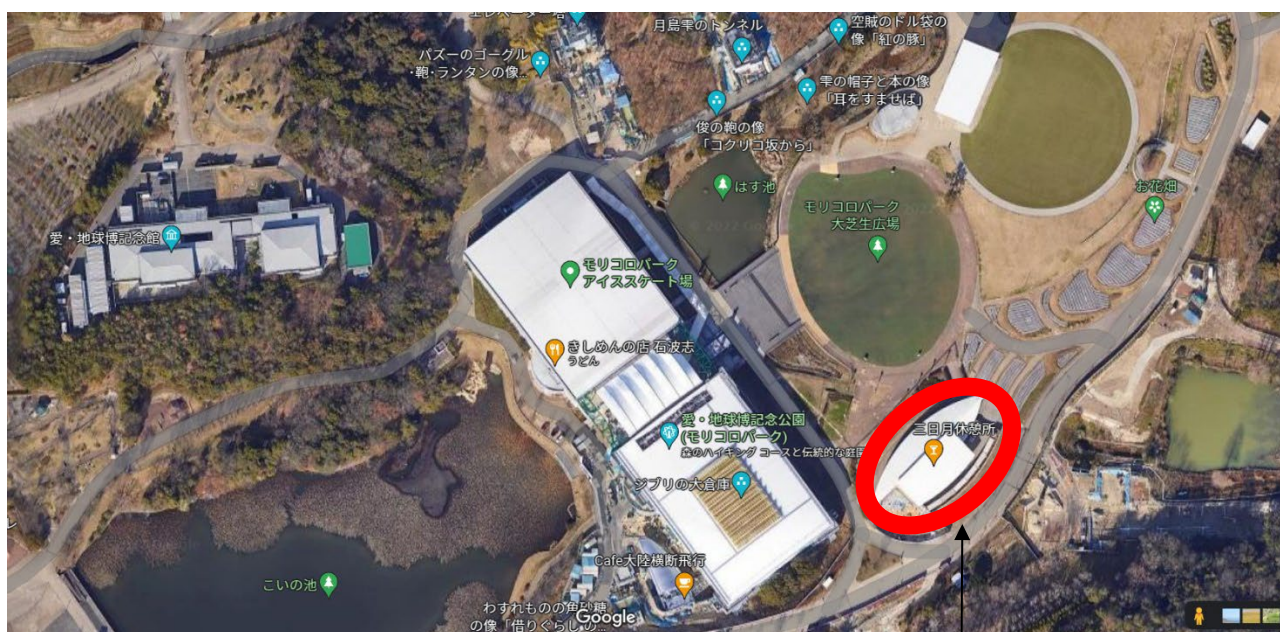 月島雫のトンネル
空賊のドル袋の
像「紅の豚」
パズーのゴーグル
・鞄・ランタンの像...
雫の帽子と本の像
「耳をすませば」
俊の鞄の像
「コクリコ坂から」
はす池
お花畑
モリコロパーク
大芝生広場
愛・地球博記念館
モリコロパーク
アイススケート場
きしめんの店 石波志
うどん
愛・地球博記念公園
(モリコロパーク)
森のハイキング コースと伝統的な庭園
三日月休憩所
ジブリの大倉庫
Cafe大陸横断飛行
こいの池
わすれものの角砂糖
の像「借りぐらしの...
Google